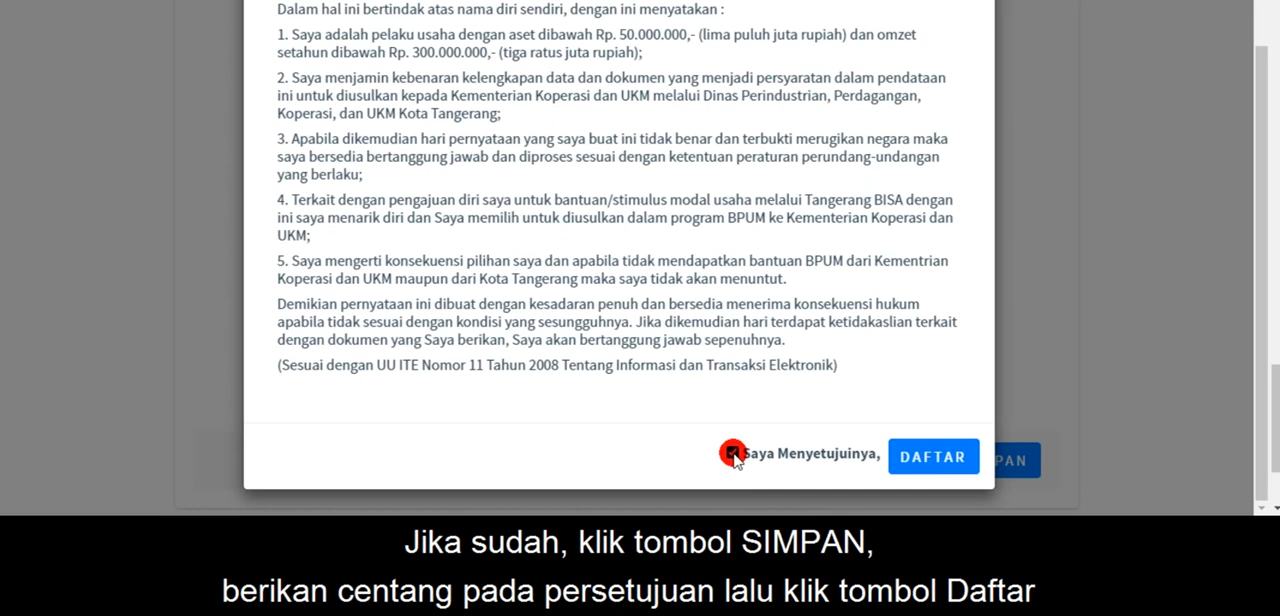 Dalam hal ini bertindak atas nama diri sendiri, dengan ini menyatakan :
1. Saya adalah pelaku usaha dengan aset dibawah Rp. 50.000.000,- (lima puluh juta rupiah) dan omzet
setahun dibawah Rp. 300.000.000,- (tiga ratus juta rupiah);
2. Saya menjamin kebenaran kelengkapan data dan dokumen yang menjadi persyaratan dalam pendataan
ini untuk diusulkan kepada Kementerian Koperasi dan UKM melalui Dinas Perindustrian, Perdagangan,
Koperasi, dan UKM Kota Tangerang;
3. Apabila dikemudian hari pernyataan yang saya buat ini tidak benar dan terbukti merugikan negara maka
saya bersedia bertanggung jawab dan diproses sesuai dengan ketentuan peraturan perundang-undangan
yang berlaku;
4. Terkait dengan pengajuan diri saya untuk bantuan/stimulus modal usaha melalui Tangerang BISA dengan
ini saya menarik diri dan Saya memilih untuk diusulkan dalam program BPUM ke Kementerian Koperasi dan
UKM;
5. Saya mengerti konsekuensi pilihan saya dan apabila tidak mendapatkan bantuan BPUM dari Kementrian
Koperasi dan UKM maupun dari Kota Tangerang maka saya tidak akan menuntut.
Demikian pernyataan ini dibuat dengan kesadaran penuh dan bersedia menerima konsekuensi hukum
apabila tidak sesuai dengan kondisi yang sesungguhnya. Jika dikemudian hari terdapat ketidakaslian terkait
dengan dokumen yang Saya berikan, Saya akan bertanggung jawab sepenuhnya.
(Sesuai dengan UU ITE Nomor 11 Tahun 2008 Tentang Informasi dan Transaksi Elektronik)
Saya Menyetujuinya, DAFTAR PAN
Jika sudah, klik tombol SIMPAN,
berikan centang pada persetujuan lalu klik tombol Daftar